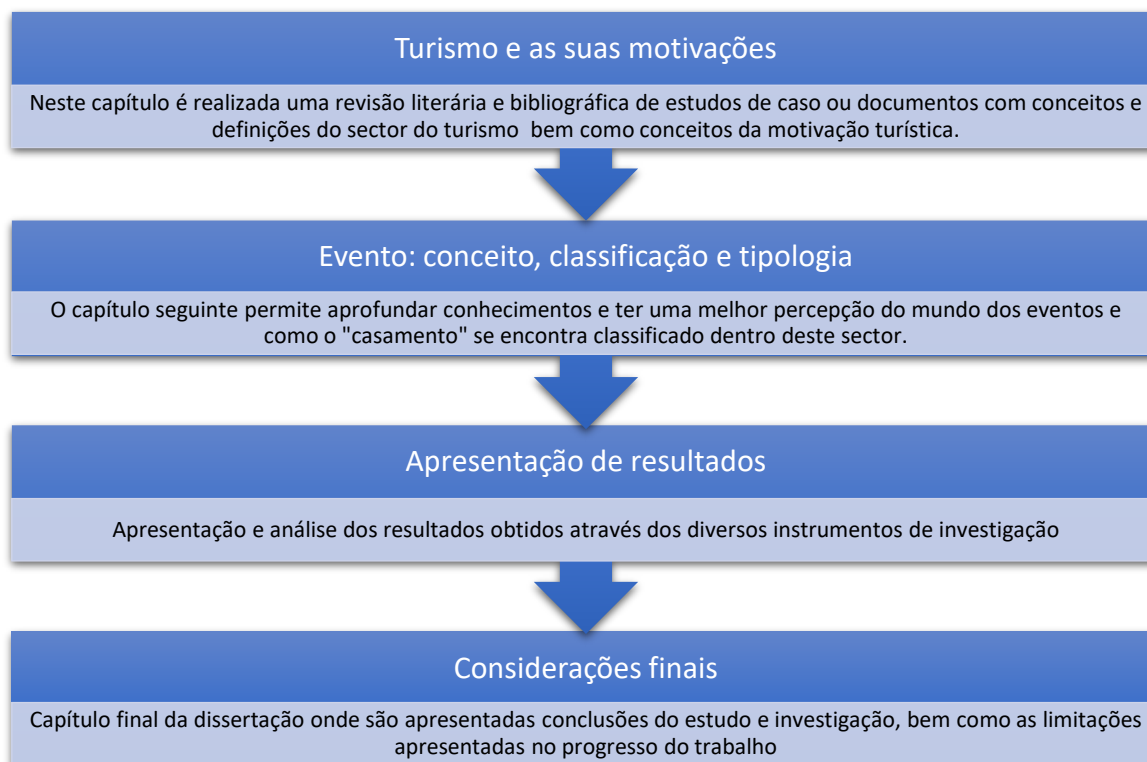 Turismo e as suas motivações
Neste capítulo é realizada uma revisão literária e bibliográfica de estudos de caso ou documentos com conceitos e
definições do sector do turismo  bem como conceitos da motivação turística.
Evento: conceito, classificação e tipologia
O capítulo seguinte permite aprofundar conhecimentos e ter uma melhor percepção do mundo dos eventos e
como o "casamento" se encontra classificado dentro deste sector.
Apresentação de resultados
Apresentação e análise dos resultados obtidos através dos diversos instrumentos de investigação
Considerações finais
Capítulo final da dissertação onde são apresentadas conclusões do estudo e investigação, bem como as limitações
apresentadas no progresso do trabalho